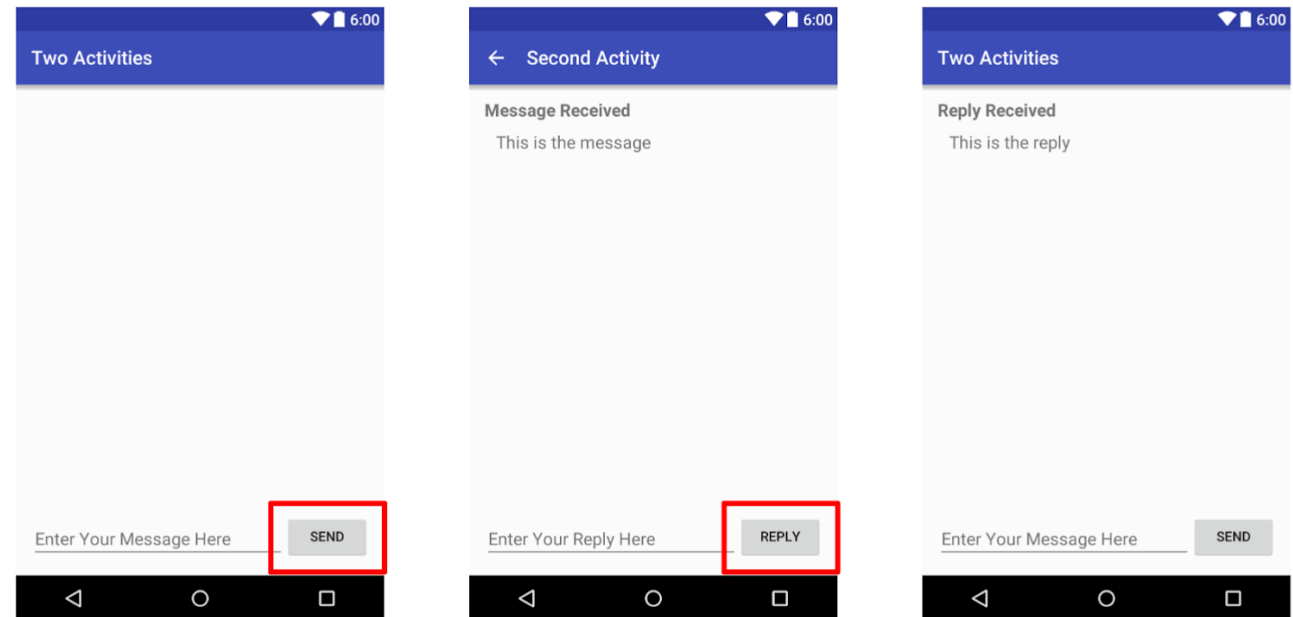 6:00
Two Activities
Enter Your Message Here
SEND
6:00
Second Activity
Message Received
This is the message
Enter Your Reply Here
REPLY
6:00
Two Activities
Reply Received
This is the reply
Enter Your Message Here
SEND